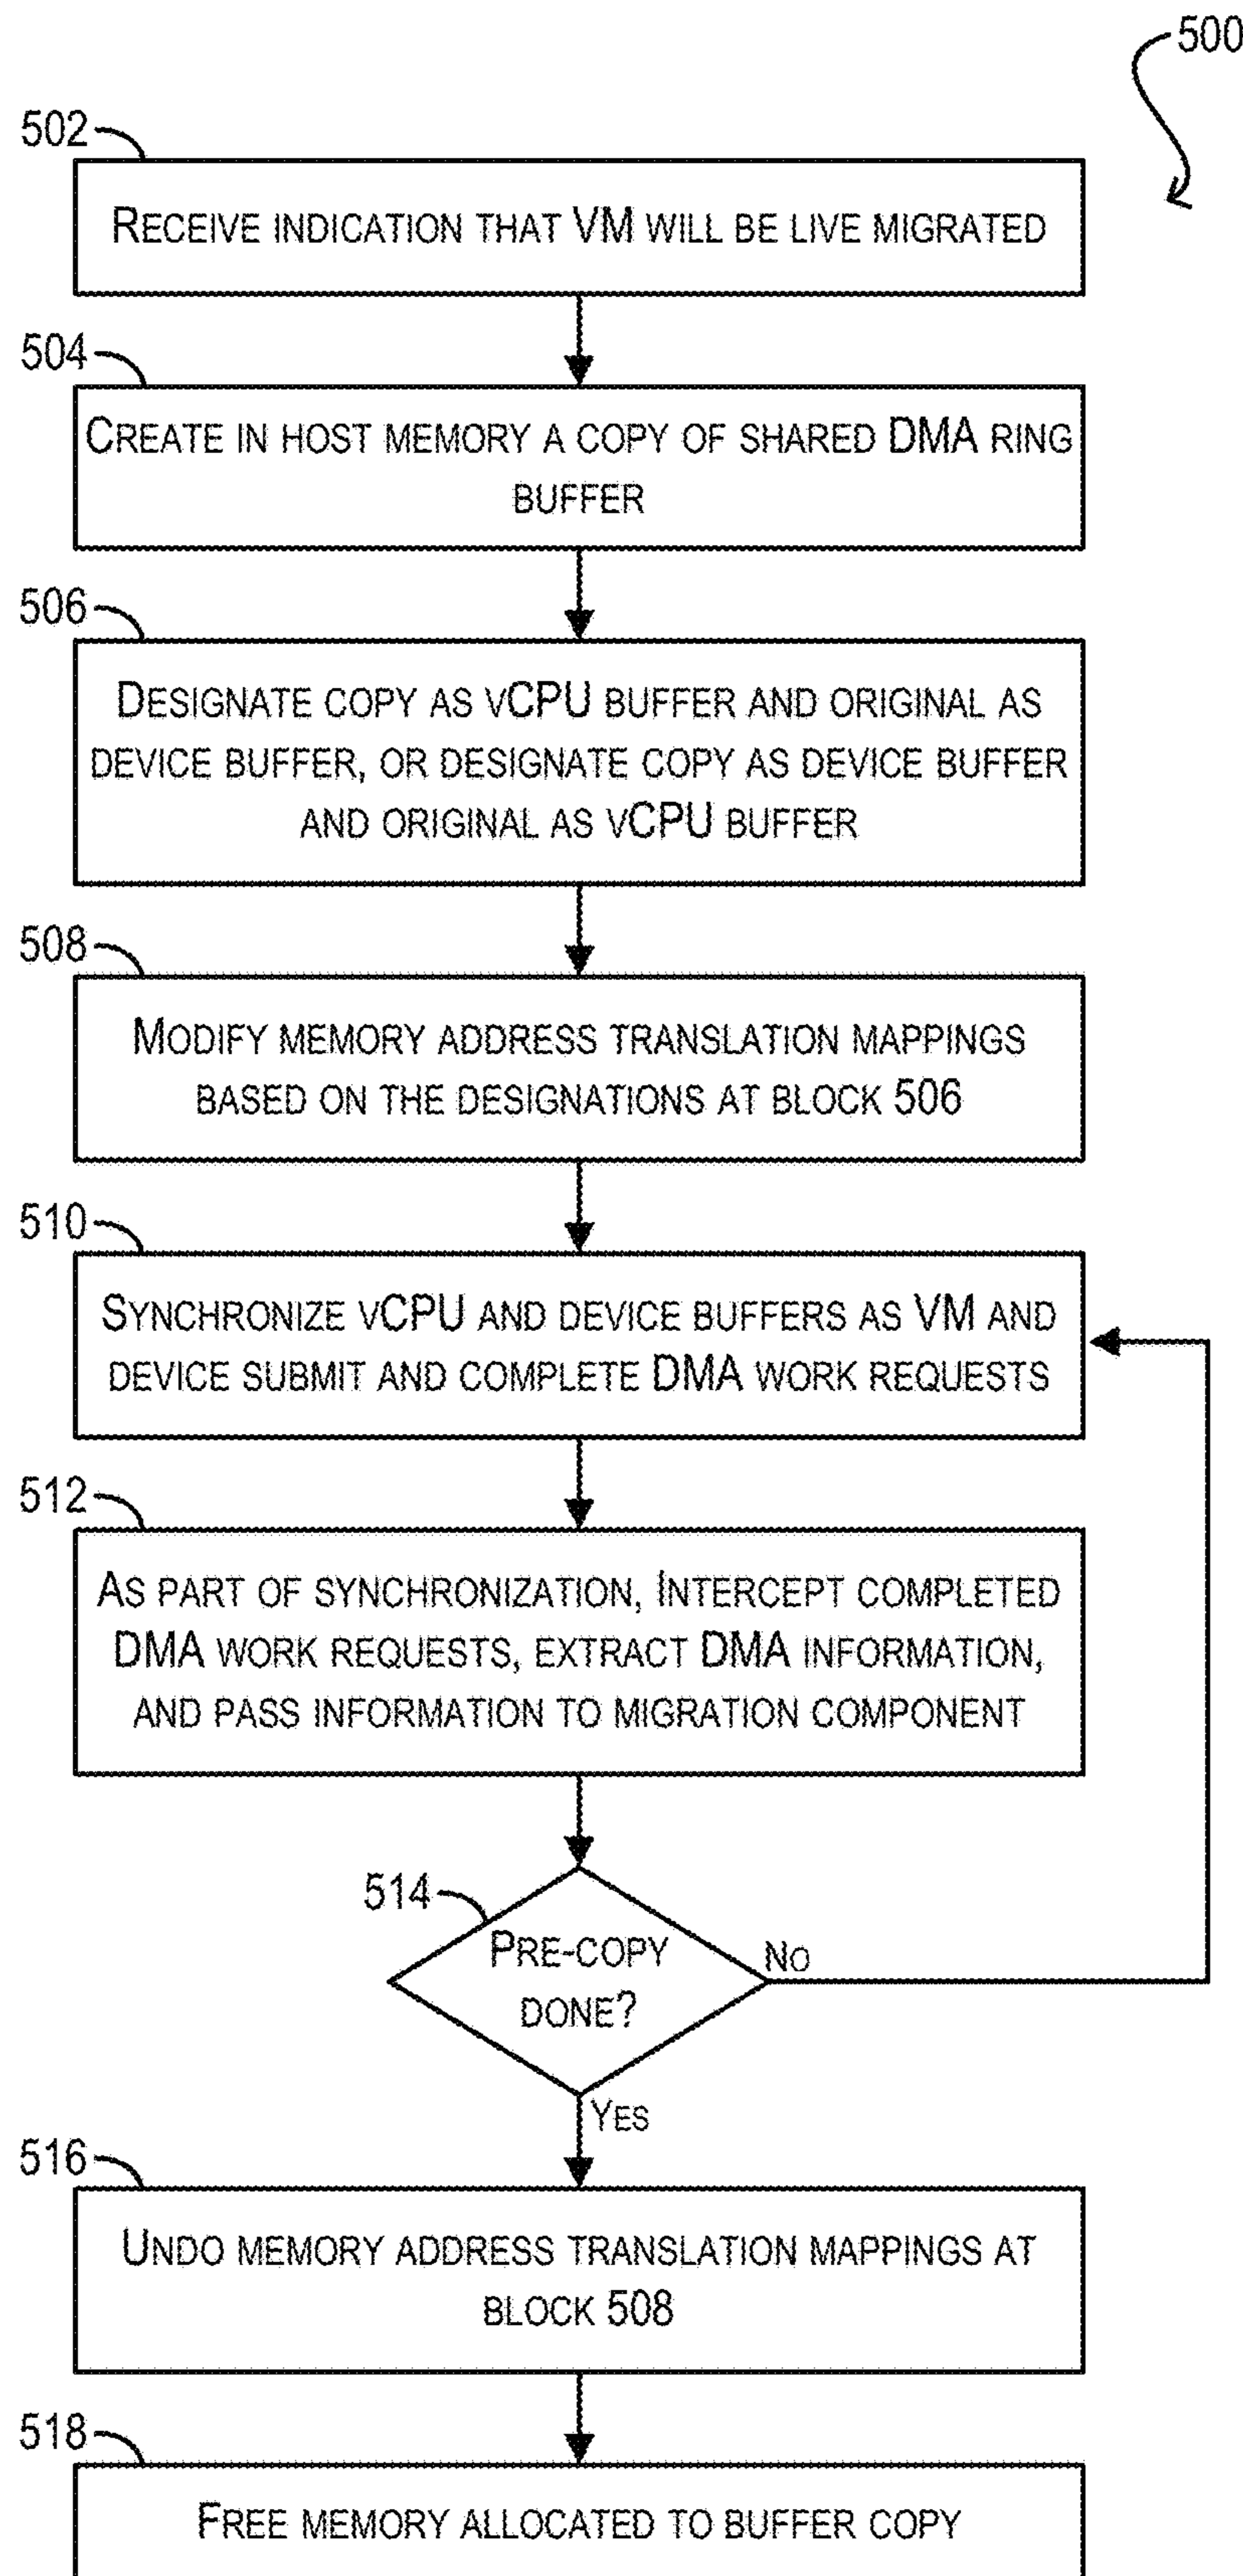 500
502
RECEIVE INDICATION THAT VM WILL BE LIVE MIGRATED
504
CREATE IN HOST MEMORY A COPY OF SHARED DMA RING
BUFFER
506
DESIGNATE COPY AS VCPU BUFFER AND ORIGINAL AS
DEVICE BUFFER, OR DESIGNATE COPY AS DEVICE BUFFER
AND ORIGINAL AS VCPU BUFFER
508
MODIFY MEMORY ADDRESS TRANSLATION MAPPINGS
BASED ON THE DESIGNATIONS AT BLOCK 506
510
SYNCHRONIZE VCPU AND DEVICE BUFFERS AS VM AND
DEVICE SUBMIT AND COMPLETE DMA WORK REQUESTS
512
AS PART OF SYNCHRONIZATION, INTERCEPT COMPLETED
DMA WORK REQUESTS, EXTRACT DMA INFORMATION,
AND PASS INFORMATION TO MIGRATION COMPONENT
514
PRE-COPY
DONE?
NO
YES
516
UNDO MEMORY ADDRESS TRANSLATION MAPPINGS AT
BLOCK 508
518
FREE MEMORY ALLOCATED TO BUFFER COPY